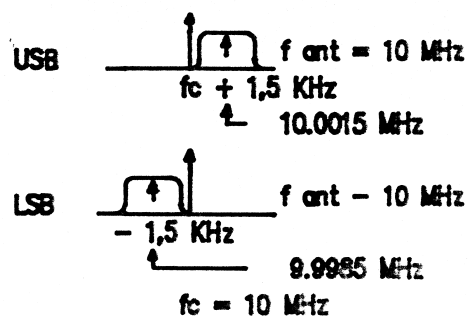 USB
f ant = 10 MHz
fc + 1,5 KHz
10.0015 MHz
LSB
f ant - 10 MHz
- 1,5 KHz
9.9985 MHz
fc = 10 MHz